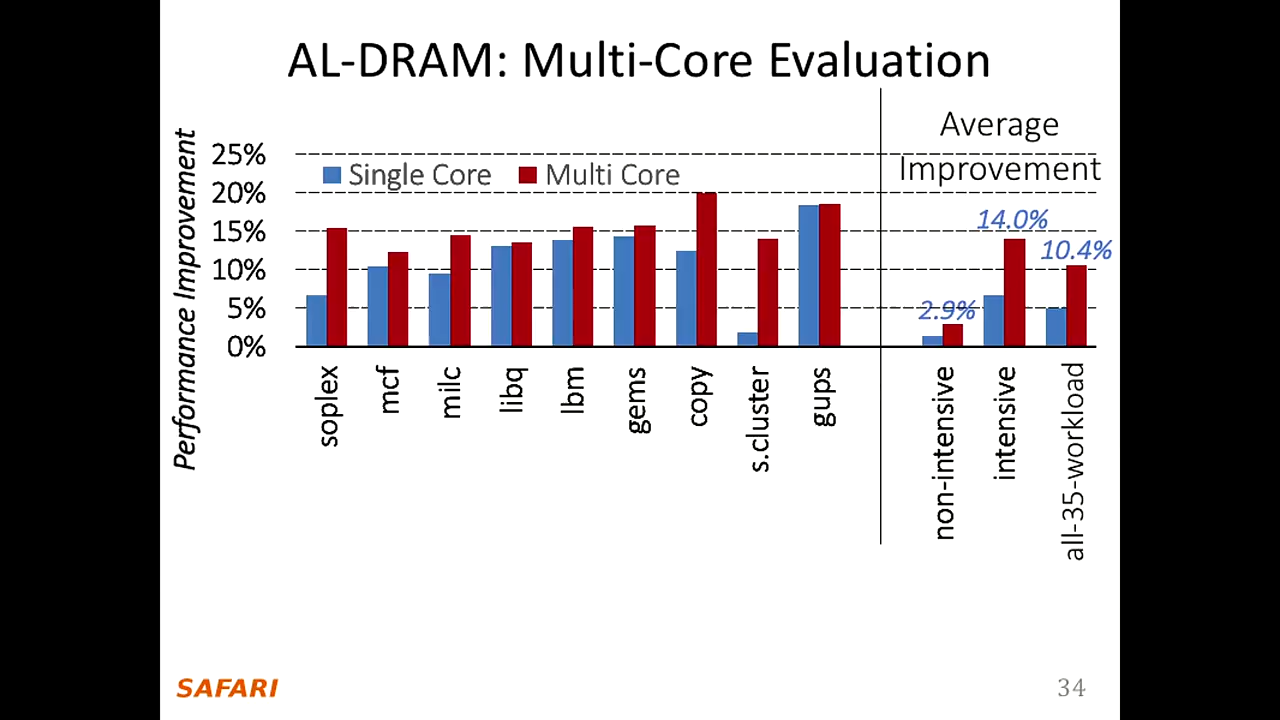 AL-DRAM: Multi-Core Evaluation
Performance Improvement
25%
20%
15%
10%
5%
0%
Single Core
Multi Core
Average
Improvement
2.9%
14.0%
10.4%
soplex
mcf
milc
libq
lbm
gems
copy
s.cluster
gups
non-intensive
intensive
all-35-workload
SAFARI
34